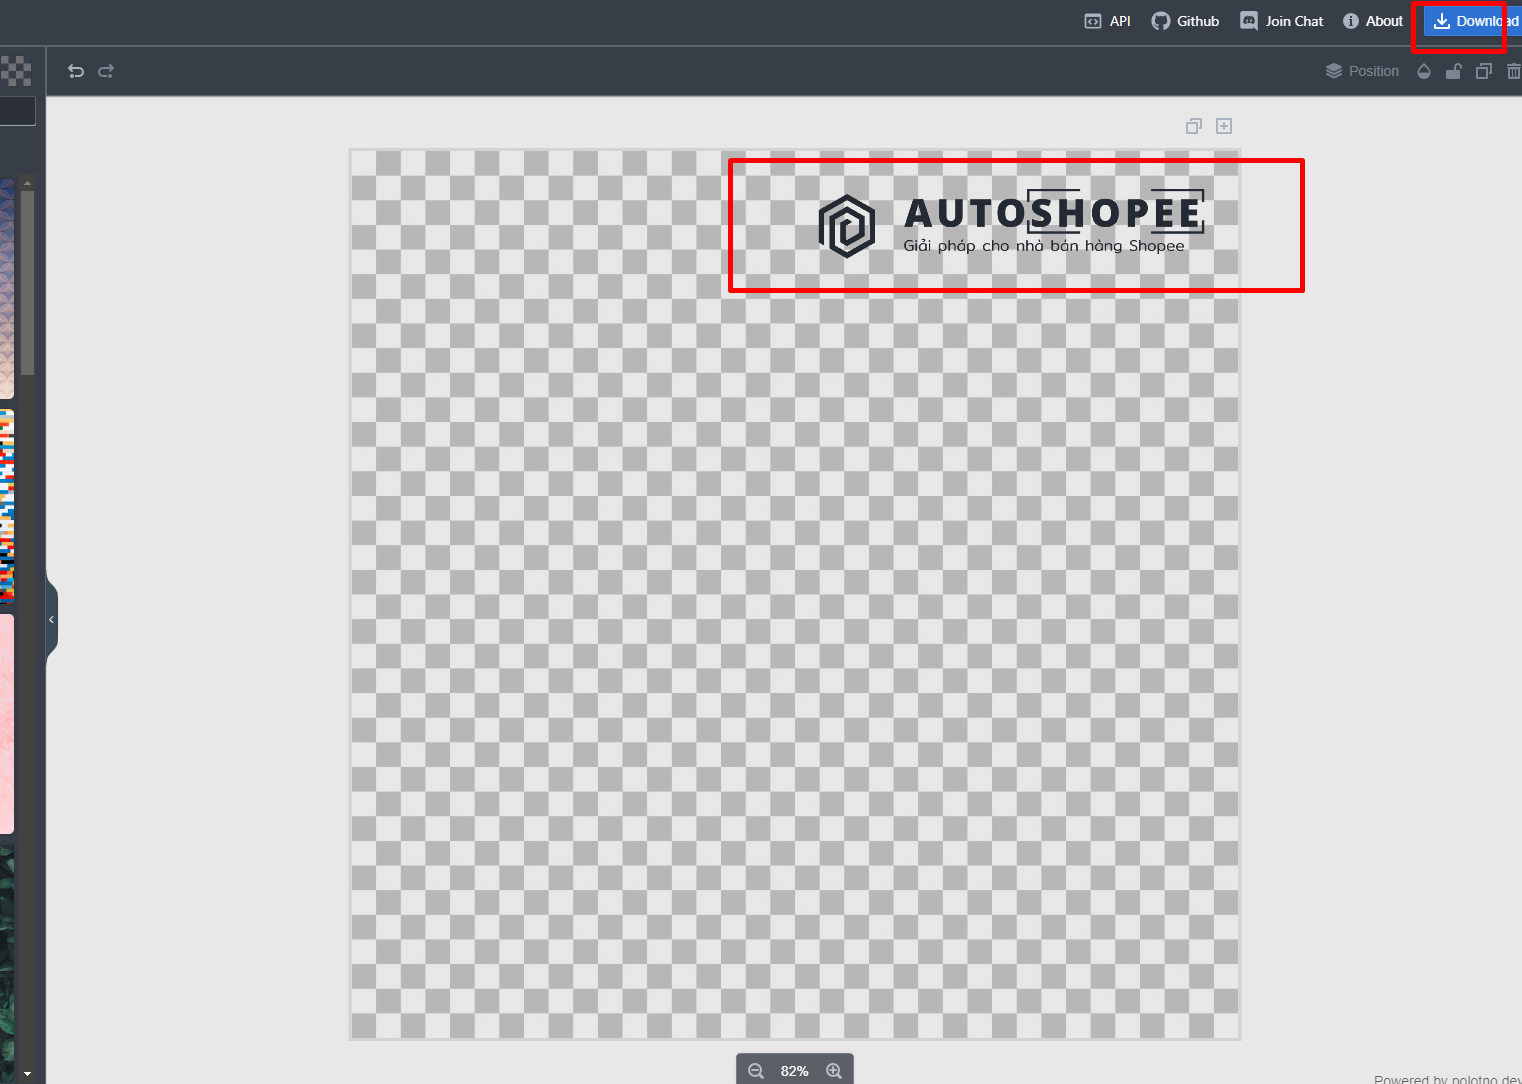 API Github Join Chat About Download
Position
AUTOSHOPEE
Giải pháp cho nhà bán hàng Shopee
82%
Powered by polotno.dev